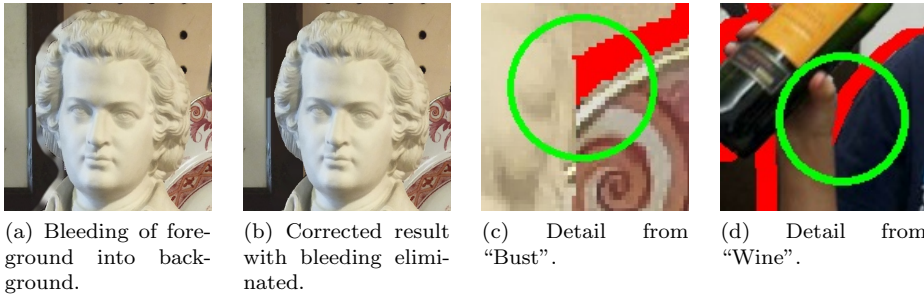 (a) Bleeding of fore-
ground into back-
ground.
(b) Corrected result
with bleeding elimi-
nated.
(c) Detail from
“Bust”.
(d) Detail from
“Wine”.